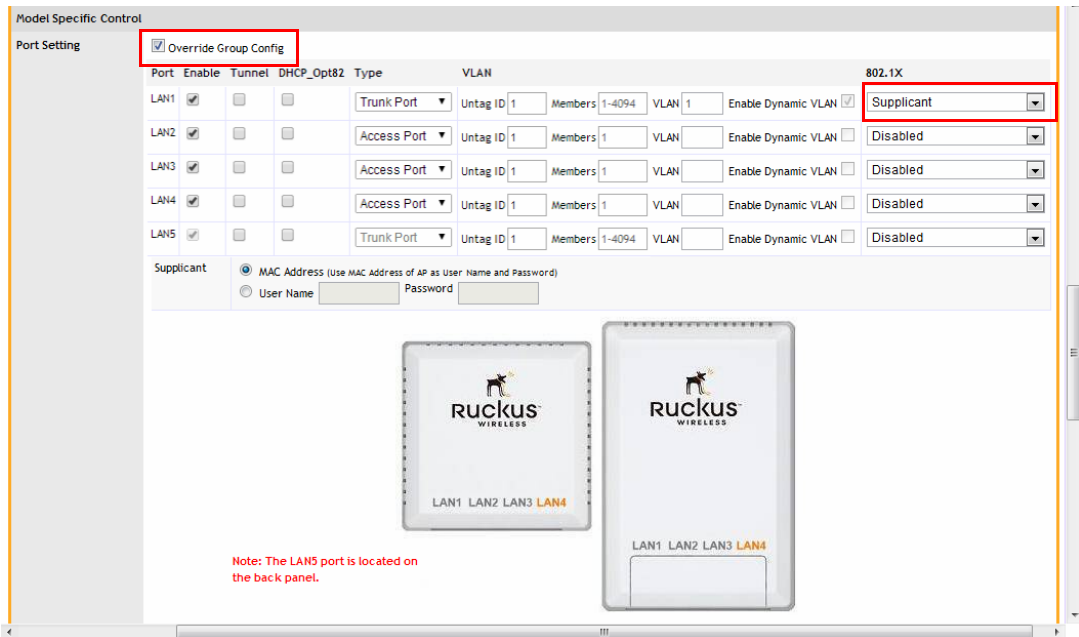 Model Specific Control
Port Setting
Override Group Config
Port Enable Tunnel DHCP_Opt82 Type VLAN 802.1X
LAN1 Trunk Port Untag ID 1 Members 1-4094 VLAN 1 Enable Dynamic VLAN Supplicant
LAN2 Access Port Untag ID 1 Members 1 VLAN Enable Dynamic VLAN Disabled
LAN3 Access Port Untag ID 1 Members 1 VLAN Enable Dynamic VLAN Disabled
LAN4 Access Port Untag ID 1 Members 1 VLAN Enable Dynamic VLAN Disabled
LAN5 Trunk Port Untag ID 1 Members 1-4094 VLAN Enable Dynamic VLAN Disabled
Supplicant MAC Address (Use MAC Address of AP as User Name and Password)
User Name Password
RUCKUS
WIRELESS
LAN1 LAN2 LAN3 LAN4
RUCKUS
WIRELESS
LAN1 LAN2 LAN3 LAN4
Note: The LAN5 port is located on
the back panel.